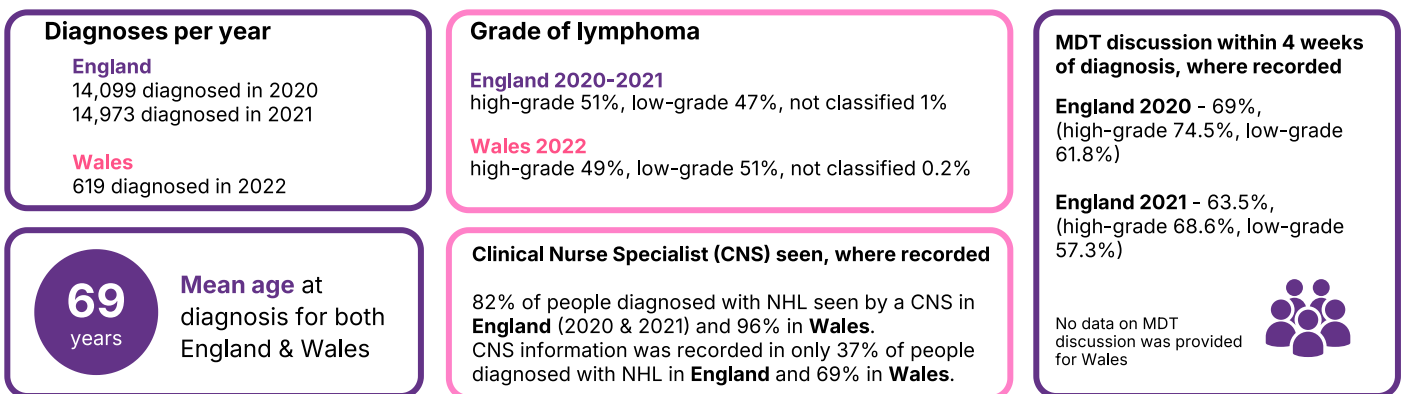 Diagnoses per year
England
14,099 diagnosed in 2020
14,973 diagnosed in 2021
Wales
619 diagnosed in 2022
Grade of lymphoma
England 2020-2021
high-grade 51%, low-grade 47%, not classified 1%
Wales 2022
high-grade 49%, low-grade 51%, not classified 0.2%
MDT discussion within 4 weeks
of diagnosis, where recorded
England 2020 - 69%,
(high-grade 74.5%, low-grade
61.8%)
England 2021 - 63.5%,
(high-grade 68.6%, low-grade
57.3%)
No data on MDT
discussion was provided
for Wales
69
years
Mean age at
diagnosis for both
England & Wales
Clinical Nurse Specialist (CNS) seen, where recorded
82% of people diagnosed with NHL seen by a CNS in
England (2020 & 2021) and 96% in Wales.
CNS information was recorded in only 37% of people
diagnosed with NHL in England and 69% in Wales.